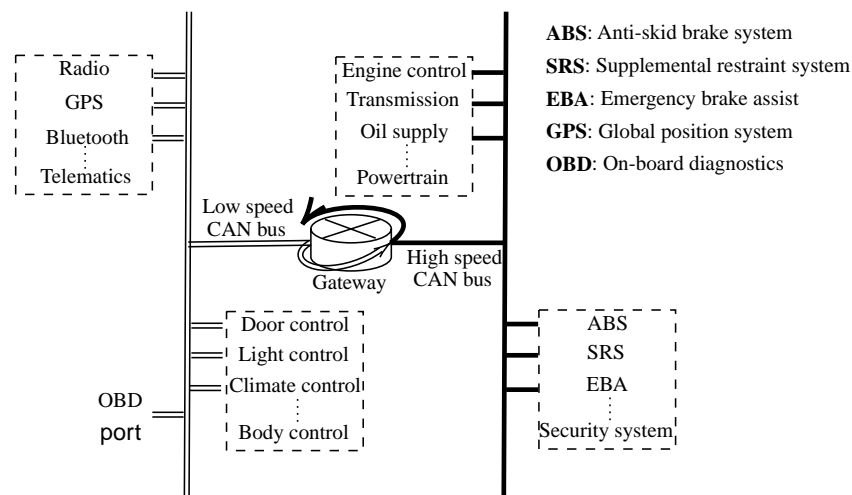 Radio
GPS
Bluetooth
Telematics
Engine control
Transmission
Oil supply
Powertrain
ABS: Anti-skid brake system
SRS: Supplemental restraint system
EBA: Emergency brake assist
GPS: Global position system
OBD: On-board diagnostics
Low speed
CAN bus
Gateway
High speed
CAN bus
Door control
Light control
Climate control
Body control
OBD
port
ABS
SRS
EBA
Security system